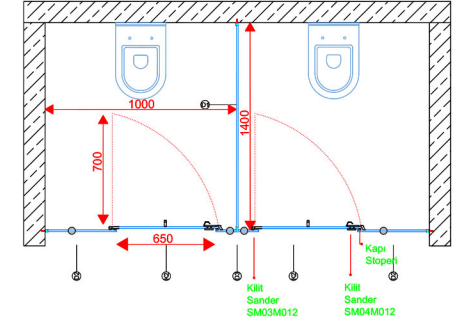 1000
1400
700
650
Kapı
Stoperi
Kilit
Sander
SM03M012
Kilit
Sander
SM04M012